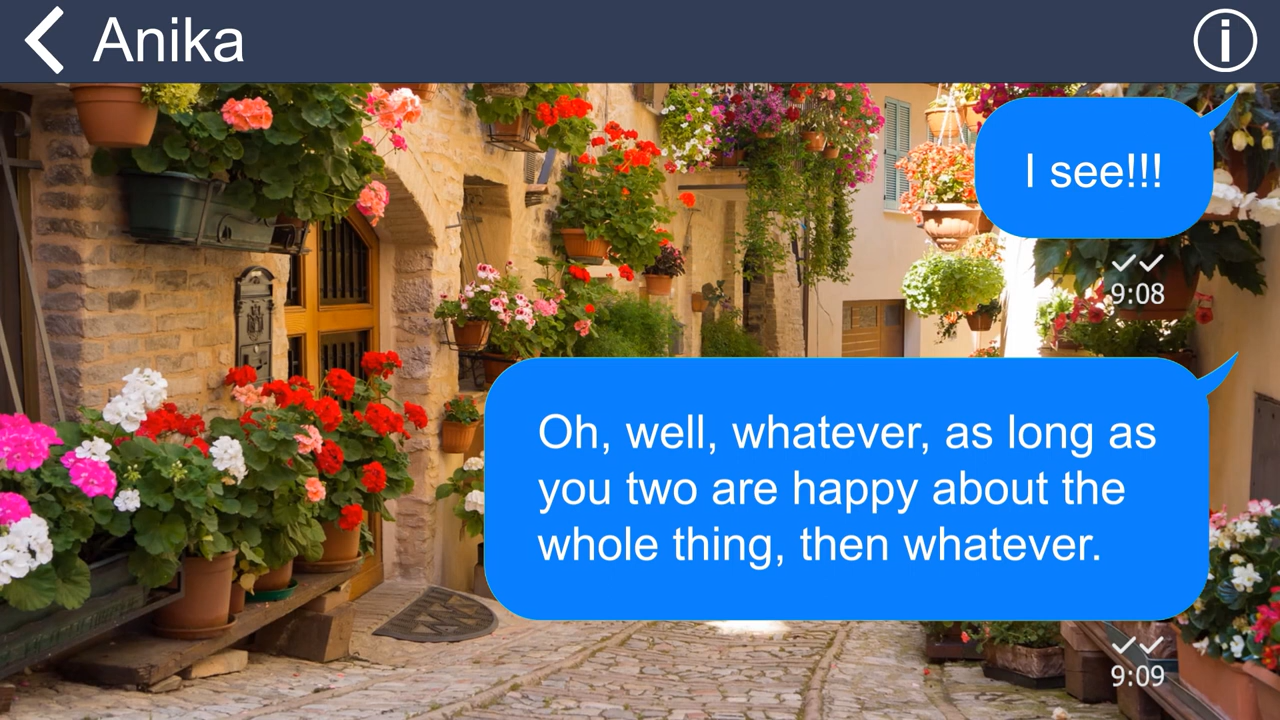 Anika
I see!!!
9:08
Oh, well, whatever, as long as
you two are happy about the
whole thing, then whatever.
9:09